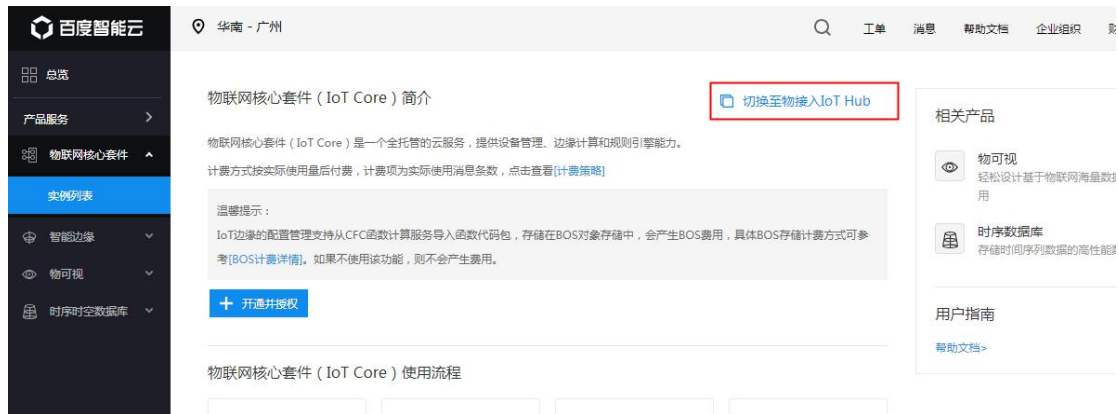 百度智能云
华南 - 广州
工单
消息
帮助文档
企业组织
总览
产品服务
物联网核心套件
实例列表
智能边缘
物可视
时序时空数据库
物联网核心套件（IoT Core）简介
切换至物接入IoT Hub
物联网核心套件（IoT Core）是一个全托管的云服务，提供设备管理、边缘计算和规则引擎能力。
计费方式按实际使用量后付费，计费项为实际使用消息条数，点击查看[计费策略]
温馨提示：
IoT边缘的配置管理支持从CFC函数计算服务导入函数代码包，存储在BOS对象存储中，会产生BOS费用，具体BOS存储计费方式可参
考[BOS计费详情]。如果不使用该功能，则不会产生费用。
开通并授权
物联网核心套件（IoT Core）使用流程
相关产品
物可视
轻松设计基于物联网海量数据
用
时序数据库
存储时间序列数据的高性能数
用户指南
帮助文档>